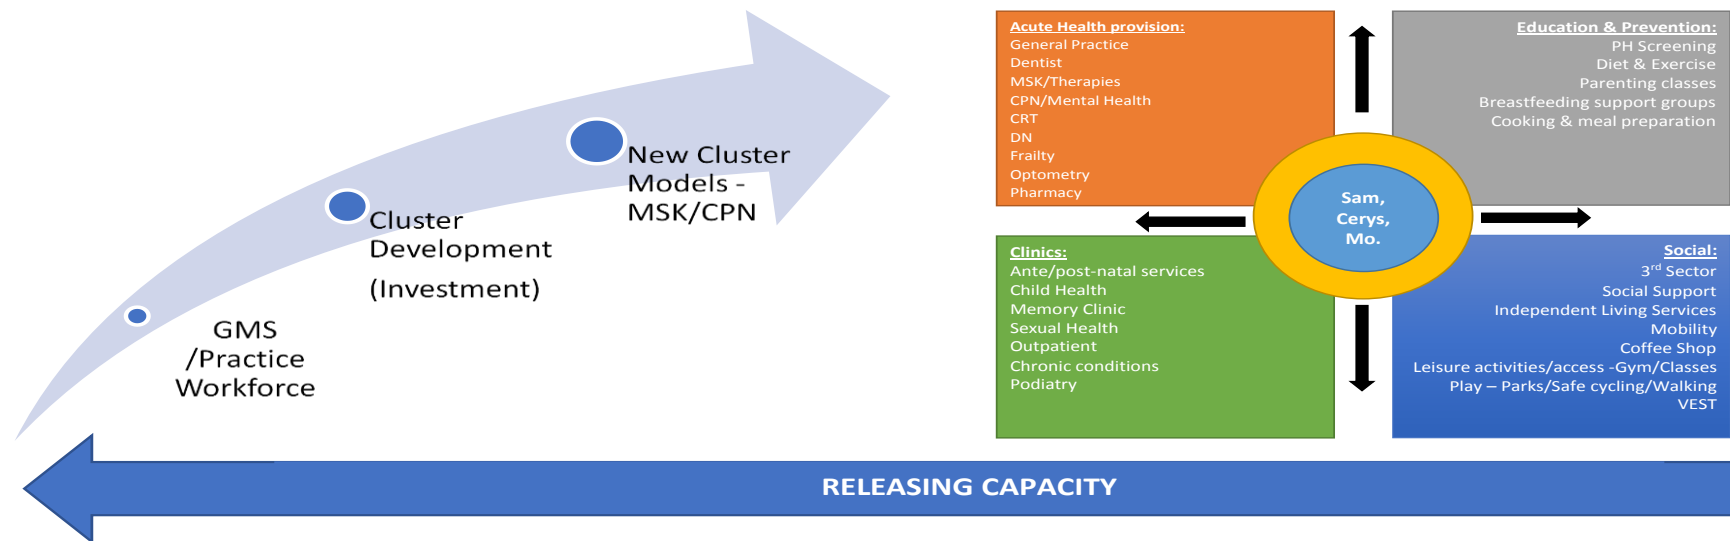 GMS
/Practice
Workforce
Cluster
Development
(Investment)
New Cluster
Models -
MSK/CPN
Acute Health provision:
General Practice
Dentist
MSK/Therapies
CPN/Mental Health
CRT
DN
Frailty
Optometry
Pharmacy
Education & Prevention:
PH Screening
Diet & Exercise
Parenting classes
Breastfeeding support groups
Cooking & meal preparation
Sam,
Cerys,
Mo.
Clinics:
Ante/post-natal services
Child Health
Memory Clinic
Sexual Health
Outpatient
Chronic conditions
Podiatry
Social:
3rd Sector
Social Support
Independent Living Services
Mobility
Coffee Shop
Leisure activities/access -Gym/Classes
Play – Parks/Safe cycling/Walking
VEST
RELEASING CAPACITY